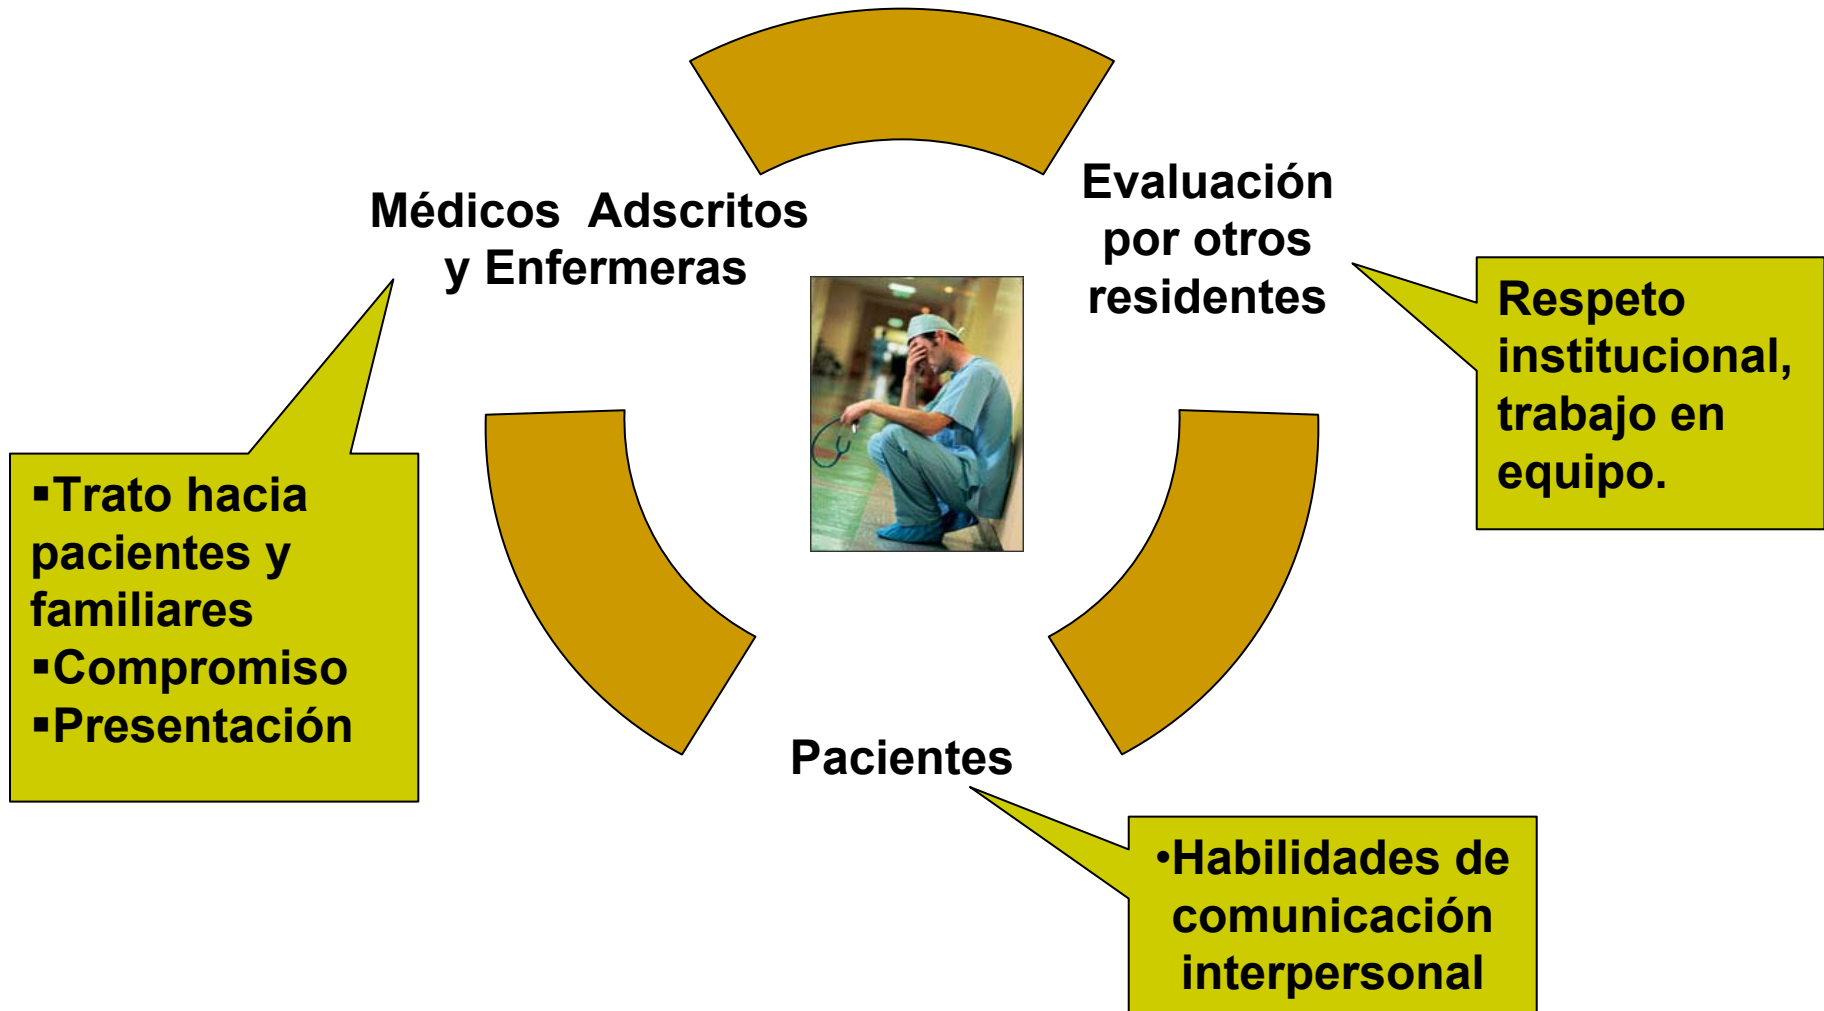 Médicos  Adscritos
y Enfermeras
Evaluación
por otros
residentes
Respeto
institucional,
trabajo en
equipo.
▪Trato hacia
pacientes y
familiares
▪Compromiso
▪Presentación
Pacientes
•Habilidades de
comunicación
interpersonal